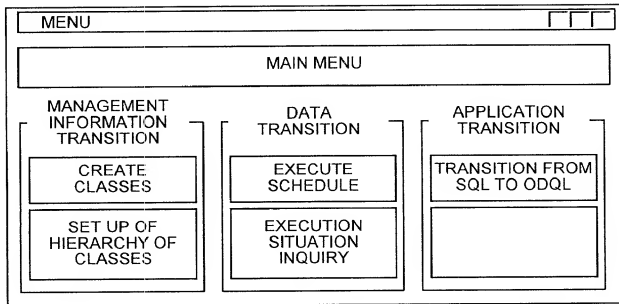 MENU
MAIN MENU
MANAGEMENT
INFORMATION
TRANSITION
CREATE
CLASSES
SET UP OF
HIERARCHY OF
CLASSES
DATA
TRANSITION
EXECUTE
SCHEDULE
EXECUTION
SITUATION
INQUIRY
APPLICATION
TRANSITION
TRANSITION FROM
SQL TO ODQL